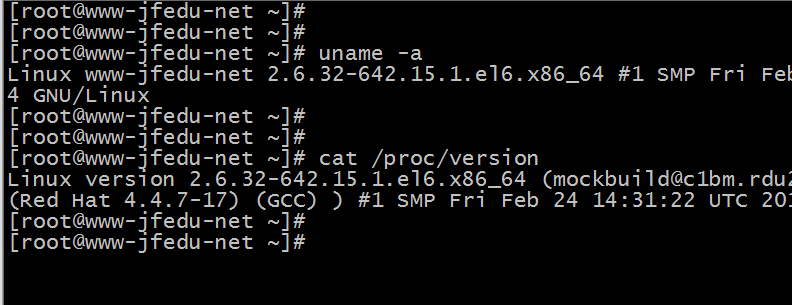 [root@www-jfedu-net ~]#
[root@www-jfedu-net ~]#
[root@www-jfedu-net ~]# uname -a
Linux www-jfedu-net 2.6.32-642.15.1.el6.x86_64 #1 SMP Fri Feb
4 GNU/Linux
[root@www-jfedu-net ~]#
[root@www-jfedu-net ~]#
[root@www-jfedu-net ~]# cat /proc/version
Linux version 2.6.32-642.15.1.el6.x86_64 (mockbuild@c1bm.rdu2
(Red Hat 4.4.7-17) (GCC) ) #1 SMP Fri Feb 24 14:31:22 UTC 201
[root@www-jfedu-net ~]#
[root@www-jfedu-net ~]#